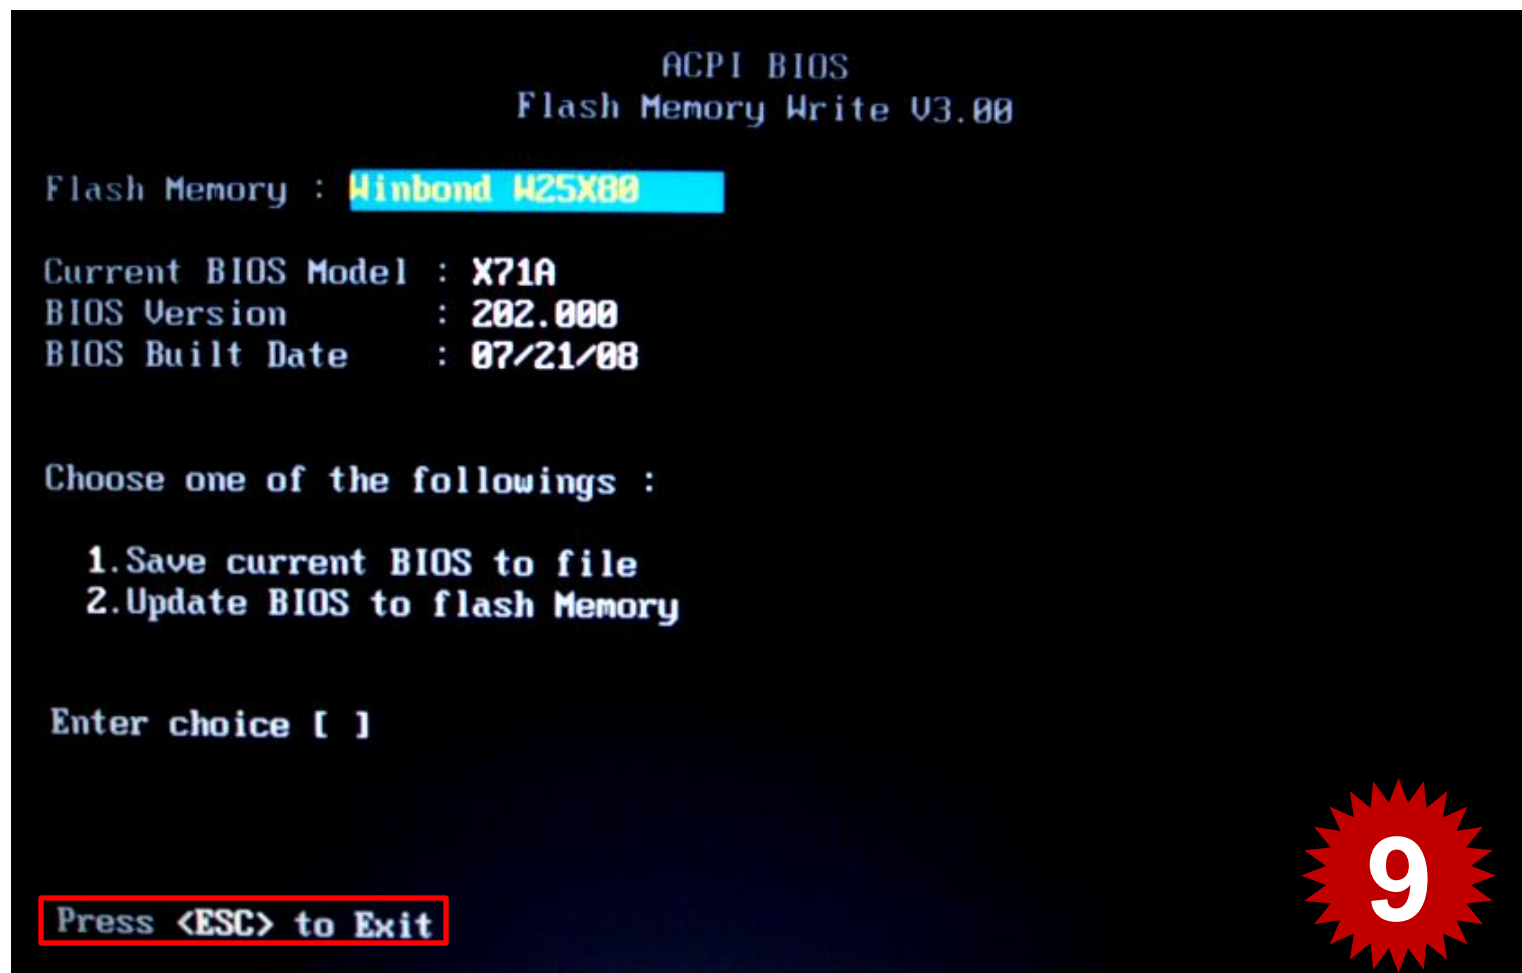 ACPI BIOS
Flash Memory Write V3.00
Flash Memory : Winbond W25X80
Current BIOS Model : X71A
BIOS Version : 202.000
BIOS Built Date : 07/21/08
Choose one of the followings :
1.Save current BIOS to file
2.Update BIOS to flash Memory
Enter choice [ ]
9
Press <ESC> to Exit